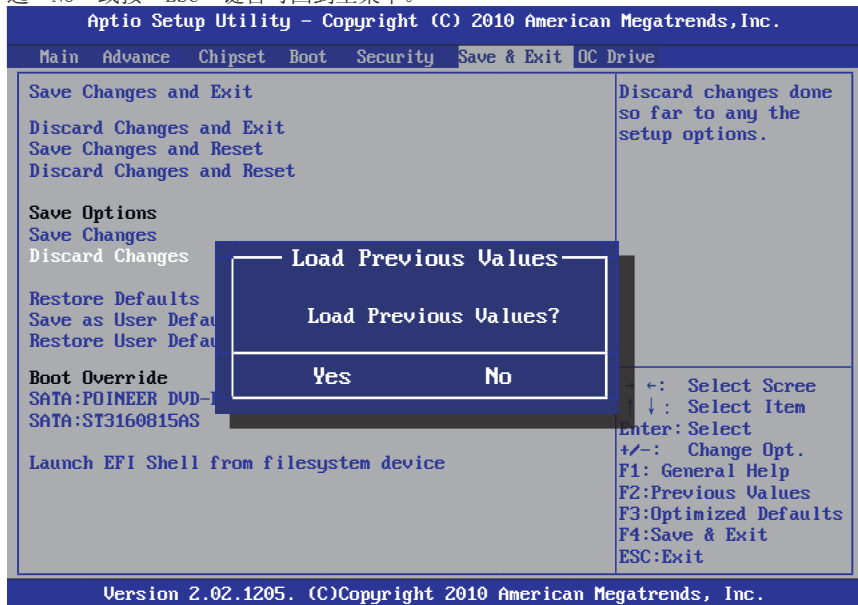 Aptio Setup Utility - Copyright (C) 2010 American Megatrends,Inc.
Main Advance Chipset Boot Security Save & Exit OC Drive
Save Changes and Exit
Discard Changes and Exit
Save Changes and Reset
Discard Changes and Reset
Save Options
Save Changes
Discard Changes
Restore Defaults
Save as User Defau
Restore User Defau
Boot Override
SATA:POINEER DVD-
SATA:ST3160815AS
Launch EFI Shell from filesystem device
Load Previous Values
Load Previous Values?
Yes No
Discard changes done
so far to any the
setup options.
→ ←: Select Scree
↑ ↓: Select Item
Enter:Select
+/-: Change Opt.
F1: General Help
F2:Previous Values
F3:Optimized Defaults
F4:Save & Exit
ESC:Exit
Version 2.02.1205. (C)Copyright 2010 American Megatrends, Inc.